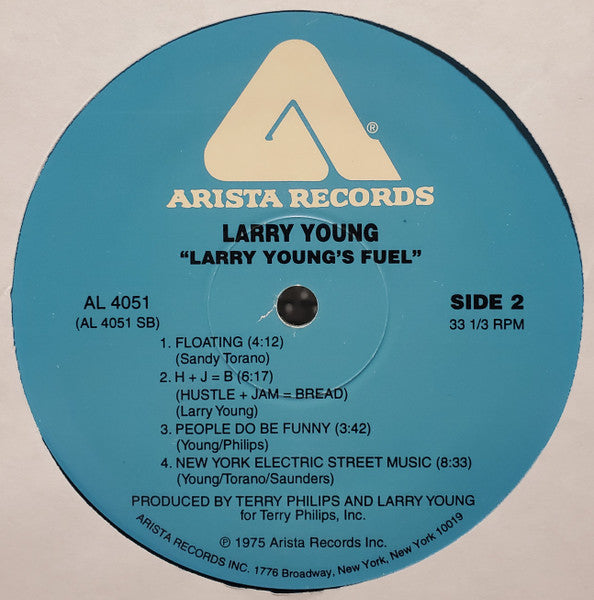 ®
ARISTA RECORDS
LARRY YOUNG
"LARRY YOUNG'S FUEL"
AL 4051
(AL 4051 SB)
SIDE 2
33 1/3 RPM
1. FLOATING (4:12)
(Sandy Torano)
2. H + J = B (6:17)
(HUSTLE + JAM = BREAD)
(Larry Young)
3. PEOPLE DO BE FUNNY (3:42)
(Young/Philips)
4. NEW YORK ELECTRIC STREET MUSIC (8:33)
(Young/Torano/Saunders)
PRODUCED BY TERRY PHILIPS AND LARRY YOUNG
for Terry Philips, Inc.
℗ 1975 Arista Records Inc.
ARISTA RECORDS INC. 1776 Broadway, New York, New York 10019